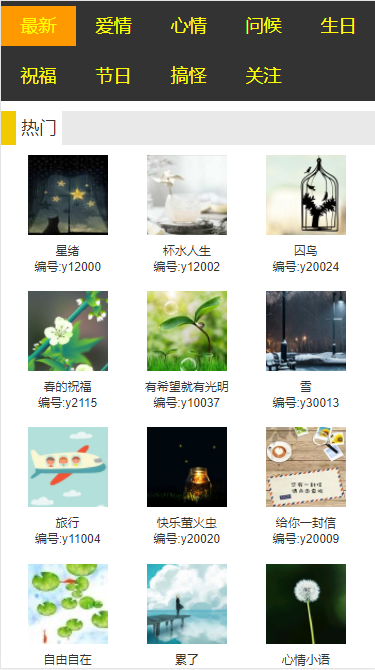 最新 爱情 心情 问候 生日
祝福 节日 搞怪 关注
热门
星绪 杯水人生 囚鸟
编号:y12000 编号:y12002 编号:y20024
春的祝福 有希望就有光明 雪
编号:y2115 编号:y10037 编号:y30013
旅行 快乐萤火虫 给你一封信
编号:y11004 编号:y20020 编号:y20009
自由自在 累了 心情小语